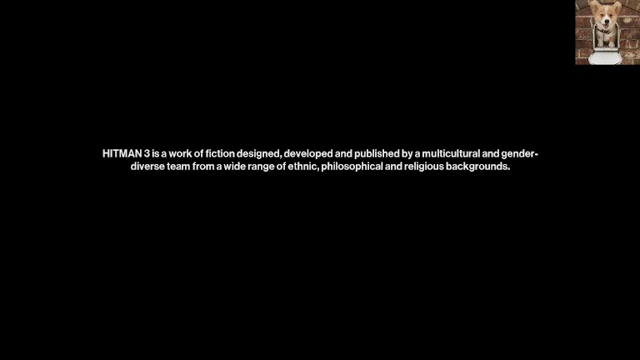 HITMAN 3 is a work of fiction designed, developed and published by a multicultural and gender-
diverse team from a wide range of ethnic, philosophical and religious backgrounds.